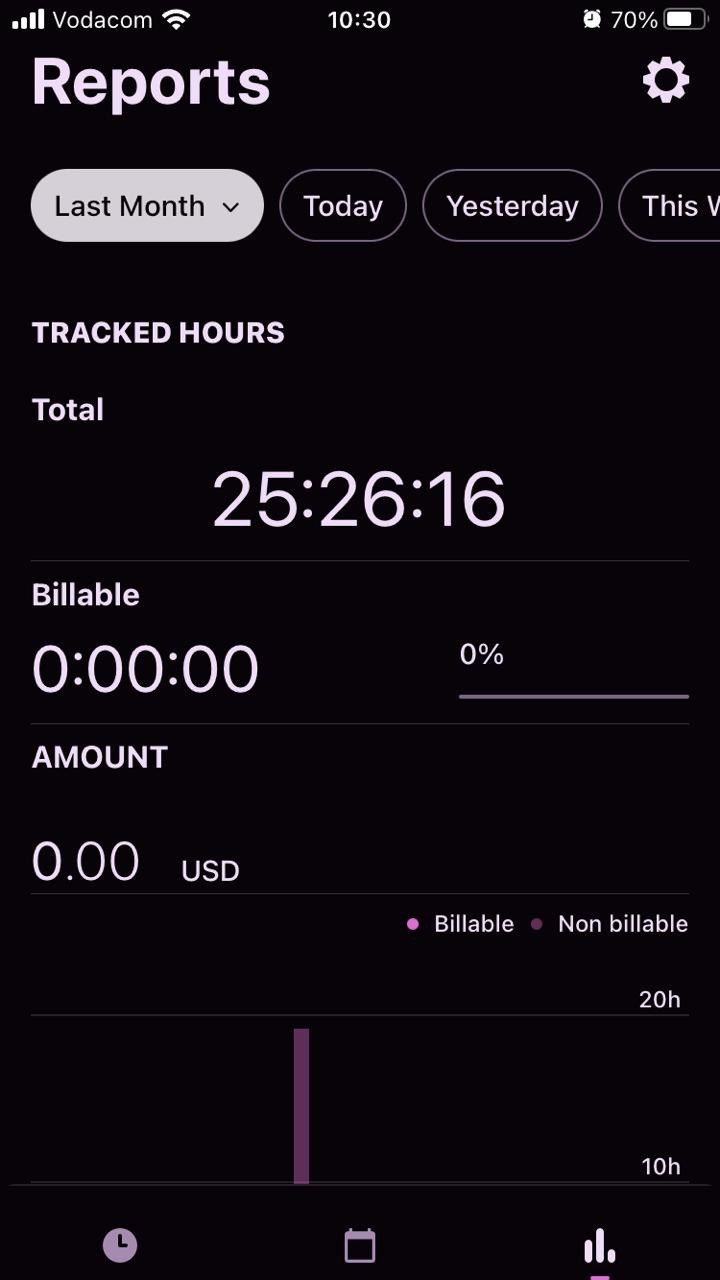 Vodacom 10:30 70%
Reports
Last Month Today Yesterday This W
TRACKED HOURS
Total
25:26:16
Billable
0:00:00 0%
AMOUNT
0.00 USD
Billable Non billable
20h
10h